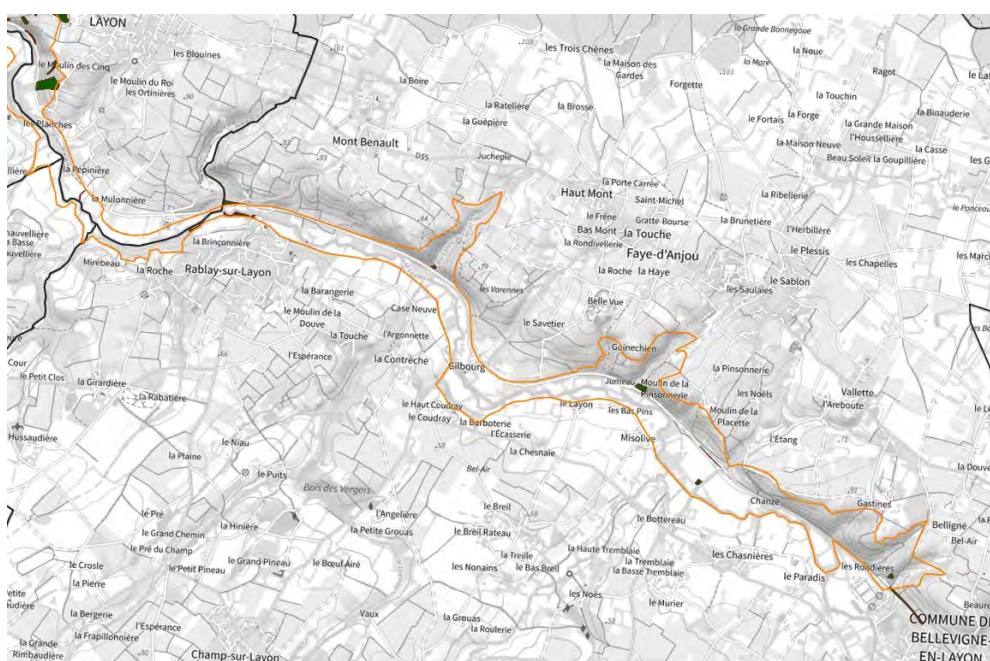 LAYON
les Blouines
le Moulin des Cinq
le Moulin du Roi
les Ortinières
les Planches
la Pépinière
la Mulonnière
Mont Benault
la Boire
la Ratelière
la Guépière
D55
Juchepie
les Trois Chênes
la Maison des
Gardes
la Brosse
Forgette
la Grande Bonnegoue
la Noue
la Mare
Ragot
la Touchin
la Binauderie
le Fortais
la Forge
la Grande Maison
l'Houssellière
la Maison Neuve
la Casse
Beau Soleil
la Goupillière
la Porte Carrée
Haut Mont
Saint-Michel
la Ribellerie
le Frêne
Gratte-Bourse
la Brunetière
Bas Mont
la Touche
l'Herbillère
la Rondivellerie
le Plessis
Faye-d'Anjou
les Chapelles
la Roche
la Haye
le Sablon
les Saulaies
la Brinçonnière
Mirebeau
la Roche
Rablay-sur-Layon
les Varennes
Belle Vue
la Barangerie
Case Neuve
le Moulin de
la Douve
le Savetier
la Touche
l'Argonnette
Guinechien
l'Espérance
la Contrèche
Gilbourg
la Pinsonnerie
Cour
le Petit Clos
la Girardière
la Rabatière
Jumeau
Moulin de la
Pinsonnerie
les Noëls
Vallette
l'Areboute
le Haut Coudray
le Coudray
la Barboterie
l'Écasserie
le Layon
les Bas Pins
Moulin de la
Placette
Hussaudière
le Niau
Misolive
l'Étang
la Plaine
le Puits
58
la Chesnaie
Bel-Air
71
Bois des Vergers
Chanzé
91
Gastines
le Pré
l'Angelière
le Breil
58
le Bottereau
Belligné
le Grand Chemin
la Hinière
la Petite Grouas
le Breil Rateau
Bel-Air
le Pré du Champ
la Treille
la Haute Tremblaie
les Chasnières
le Crosle
le Petit Pineau
le Grand Pineau
le Bœuf Airé
les Nonains
le Bas Breil
la Tremblaie
la Basse Tremblaie
le Paradis
les Rondières
la Pierre
les Noës
le Murier
la Bergerie
l'Espérance
Vaux
la Grouas
la Roulerie
58
COMMUNE DE
la Frapillonnière
BELLEVIGNE-
la Grande
Rimbaudière
80
Champ-sur-Layon
EN-LAYON